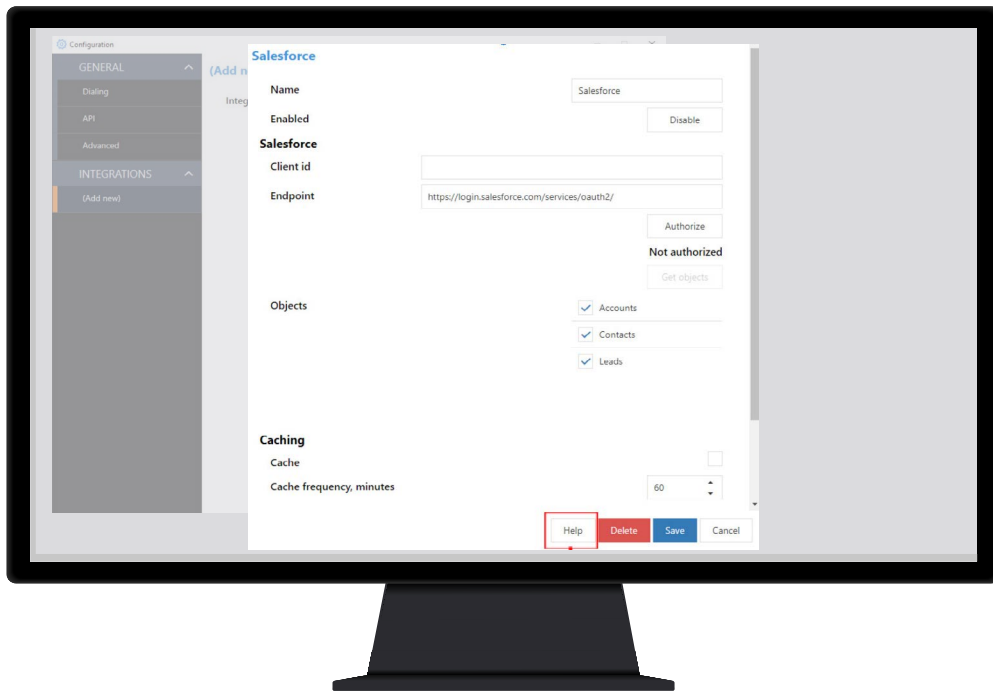 Configuration
GENERAL
Dialing
API
Advanced
INTEGRATIONS
(Add new)
(Add n
Integ
Salesforce
Name Salesforce
Enabled Disable
Salesforce
Client id
Endpoint https://login.salesforce.com/services/oauth2/
Authorize
Not authorized
Get objects
Objects Accounts
Contacts
Leads
Caching
Cache
Cache frequency, minutes 60
Help Delete Save Cancel